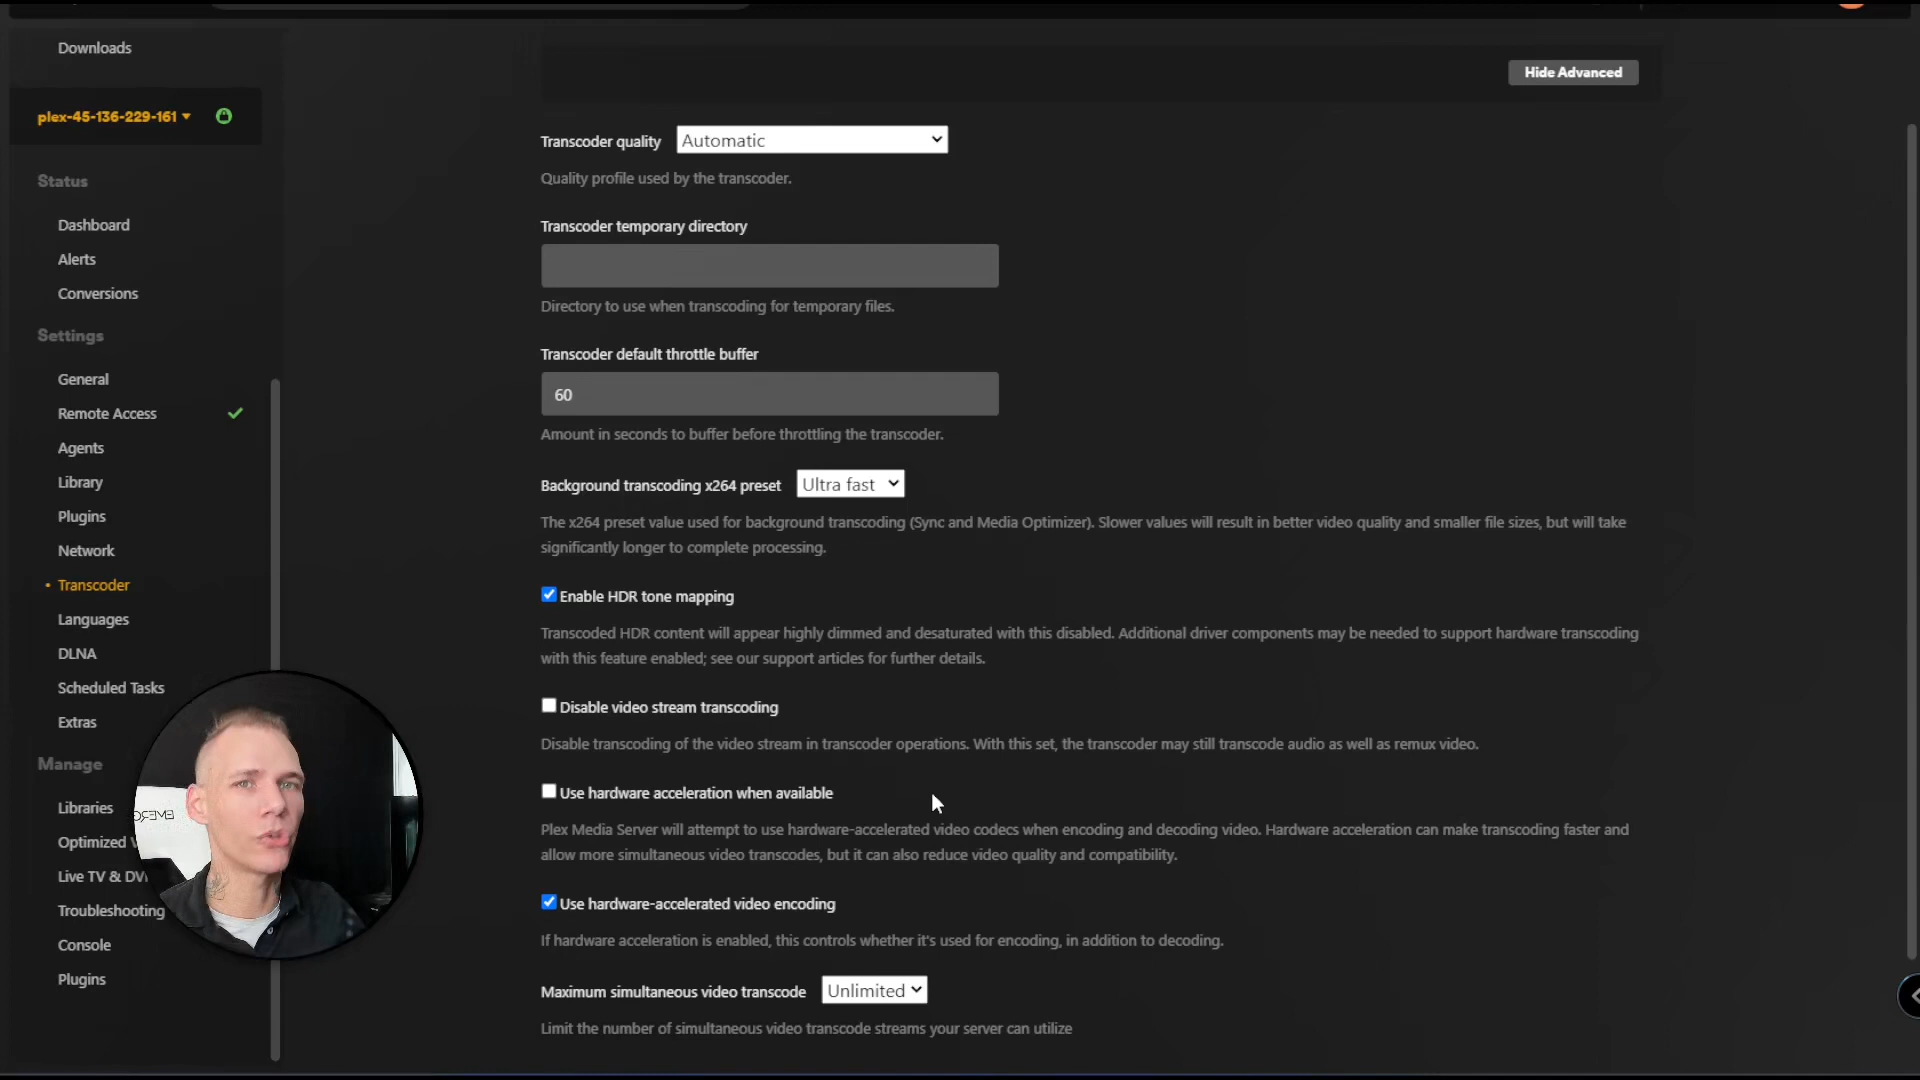 Downloads
plex-45-136-229-161
Status
Dashboard
Alerts
Conversions
Settings
General
Remote Access
Agents
Library
Plugins
Network
Transcoder
Languages
DLNA
Scheduled Tasks
Extras
Manage
Libraries
Optimized V
Live TV & DV
Troubleshooting
Console
Plugins
Hide Advanced
Transcoder quality Automatic
Quality profile used by the transcoder.
Transcoder temporary directory
Directory to use when transcoding for temporary files.
Transcoder default throttle buffer
60
Amount in seconds to buffer before throttling the transcoder.
Background transcoding x264 preset Ultra fast
The x264 preset value used for background transcoding (Sync and Media Optimizer). Slower values will result in better video quality and smaller file sizes, but will take
significantly longer to complete processing.
Enable HDR tone mapping
Transcoded HDR content will appear highly dimmed and desaturated with this disabled. Additional driver components may be needed to support hardware transcoding
with this feature enabled; see our support articles for further details.
Disable video stream transcoding
Disable transcoding of the video stream in transcoder operations. With this set, the transcoder may still transcode audio as well as remux video.
Use hardware acceleration when available
Plex Media Server will attempt to use hardware-accelerated video codecs when encoding and decoding video. Hardware acceleration can make transcoding faster and
allow more simultaneous video transcodes, but it can also reduce video quality and compatibility.
Use hardware-accelerated video encoding
If hardware acceleration is enabled, this controls whether it's used for encoding, in addition to decoding.
Maximum simultaneous video transcode Unlimited
Limit the number of simultaneous video transcode streams your server can utilize